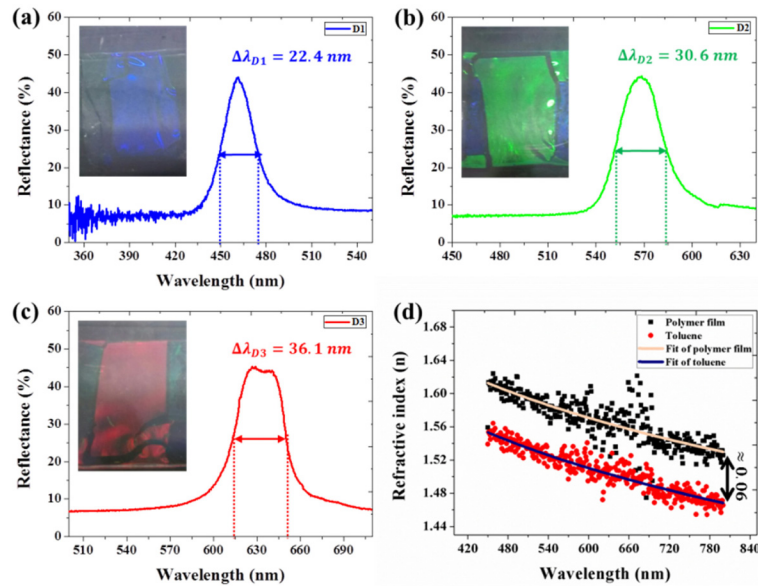 (a)
D1
Δλ_D1 = 22.4 nm
Reflectance (%)
60
50
40
30
20
10
0
360 390 420 450 480 510 540
Wavelength (nm)
(b)
D2
Δλ_D2 = 30.6 nm
Reflectance (%)
60
50
40
30
20
10
0
450 480 510 540 570 600 630
Wavelength (nm)
(c)
D3
Δλ_D3 = 36.1 nm
Reflectance (%)
60
50
40
30
20
10
0
510 540 570 600 630 660 690
Wavelength (nm)
(d)
Polymer film
Toluene
Fit of polymer film
Fit of toluene
Refractive index (n)
1.68
1.64
1.60
1.56
1.52
1.48
1.44
≈ 0.06
420 480 540 600 660 720 780 840
Wavelength (nm)